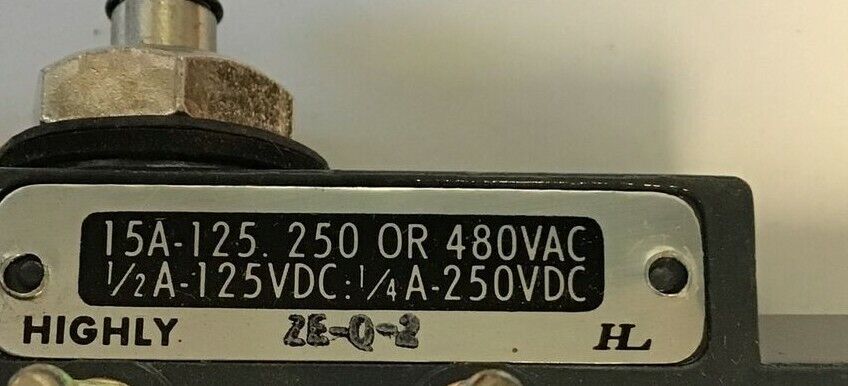 15A-125. 250 OR 480VAC
1/2A-125VDC:1/4A-250VDC
HIGHLY ZE-Q-2 HL